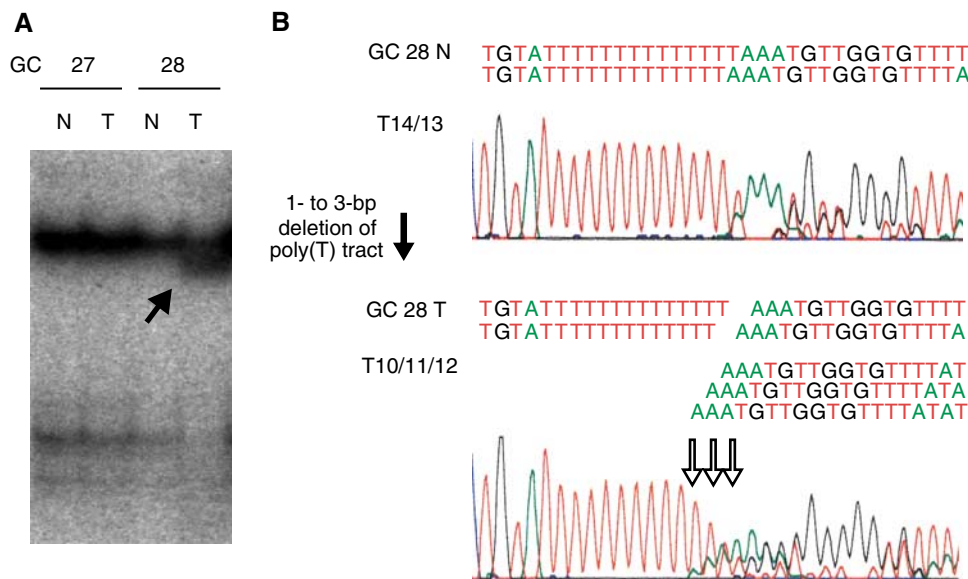 A
GC 27 28
N T N T
B
GC 28 N
TGTATTTTTTTTTTTTTTAAATGTTGGTGTTTT
TGTATTTTTTTTTTTTTAAATGTTGGTGTTTTA
T14/13
1- to 3-bp
deletion of
poly(T) tract
GC 28 T
TGTATTTTTTTTTTTTTT AAATGTTGGTGTTTT
TGTATTTTTTTTTTTTT AAATGTTGGTGTTTTA
T10/11/12
AAATGTTGGTGTTTTAT
AAATGTTGGTGTTTTATA
AAATGTTGGTGTTTTATAT